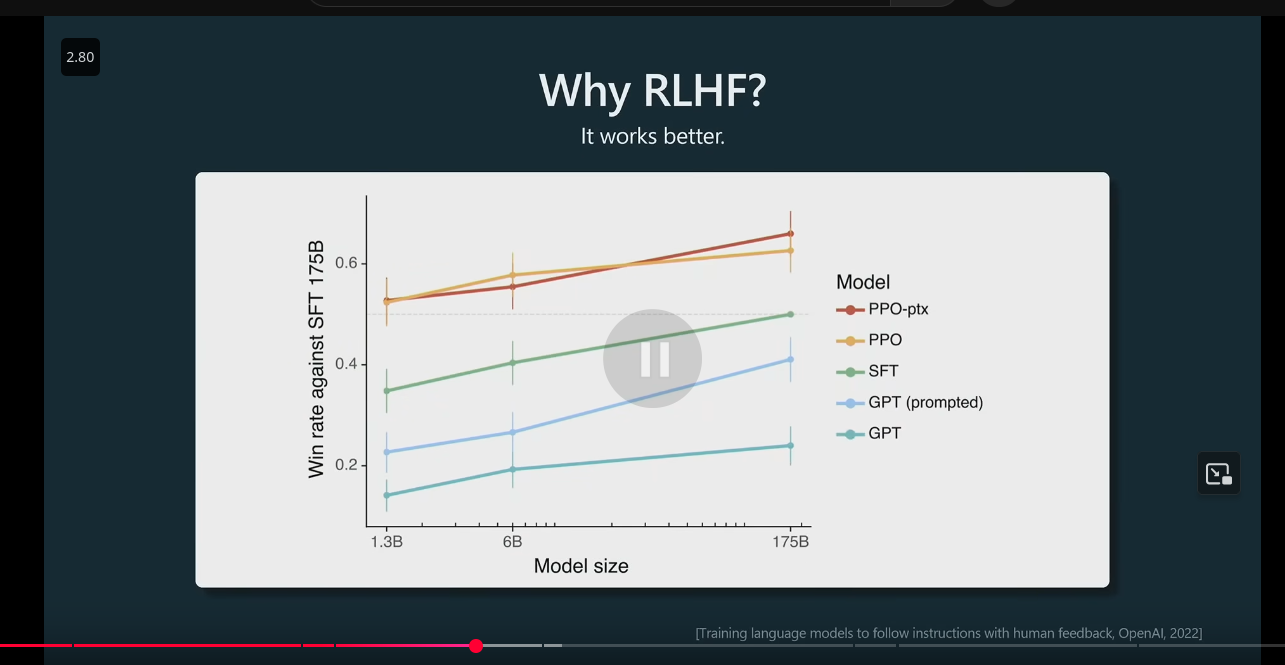 2.80
Why RLHF?
It works better.
Win rate against SFT 175B
0.6
0.4
0.2
1.3B 6B 175B
Model size
Model
PPO-ptx
PPO
SFT
GPT (prompted)
GPT
[Training language models to follow instructions with human feedback, OpenAI, 2022]